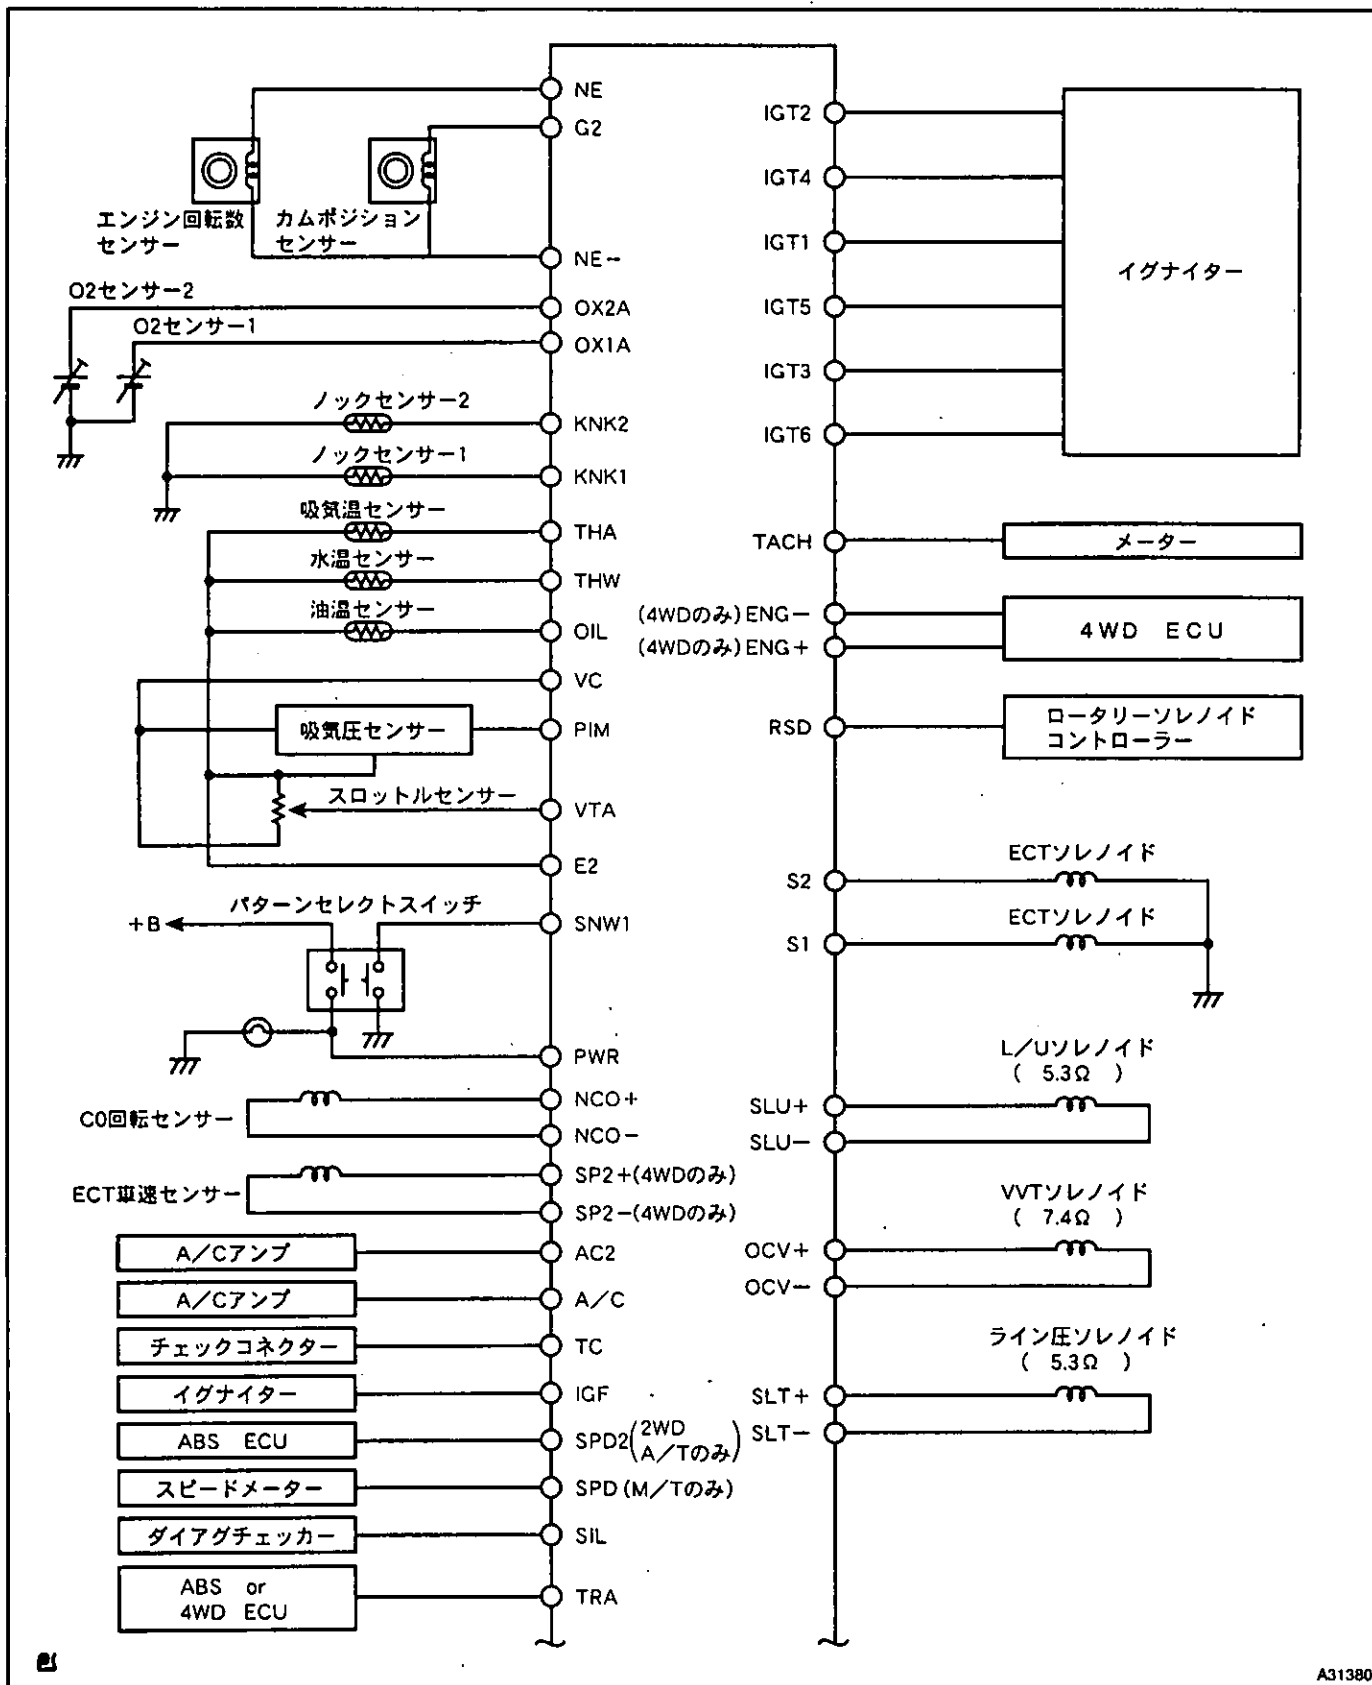 NE
G2
エンジン回転数
センサー
カムポジション
センサー
NE−
O2センサー2
OX2A
O2センサー1
OX1A
ノックセンサー2
KNK2
ノックセンサー1
KNK1
吸気温センサー
THA
水温センサー
THW
油温センサー
OIL
VC
吸気圧センサー
PIM
スロットルセンサー
VTA
E2
パターンセレクトスイッチ
+B
SNW1
PWR
C0回転センサー
NCO+
NCO−
ECT車速センサー
SP2+(4WDのみ)
SP2−(4WDのみ)
A/Cアンプ
AC2
A/Cアンプ
A/C
チェックコネクター
TC
イグナイター
IGF
ABS ECU
SPD2(2WD
A/Tのみ)
スピードメーター
SPD(M/Tのみ)
ダイアグチェッカー
SIL
ABS or
4WD ECU
TRA
IGT2
IGT4
IGT1
IGT5
IGT3
IGT6
イグナイター
TACH
メーター
(4WDのみ)ENG−
(4WDのみ)ENG+
4WD ECU
RSD
ロータリーソレノイド
コントローラー
ECTソレノイド
S2
ECTソレノイド
S1
L/Uソレノイド
( 5.3Ω )
SLU+
SLU−
VVTソレノイド
( 7.4Ω )
OCV+
OCV−
ライン圧ソレノイド
( 5.3Ω )
SLT+
SLT−
A31380